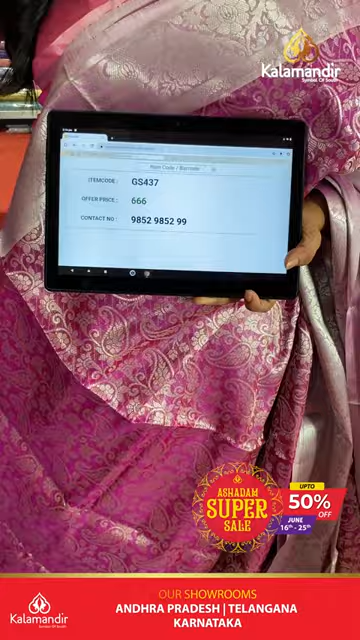 Kalamandir
Symbol Of South
Item Code / Barcode
ITEMCODE : GS437
OFFER PRICE : 666
CONTACT NO : 9852 9852 99
ASHADAM
SUPER
SALE
UPTO
50%
OFF
JUNE
16th - 25th
Kalamandir
Symbol Of South
OUR SHOWROOMS
ANDHRA PRADESH | TELANGANA
KARNATAKA